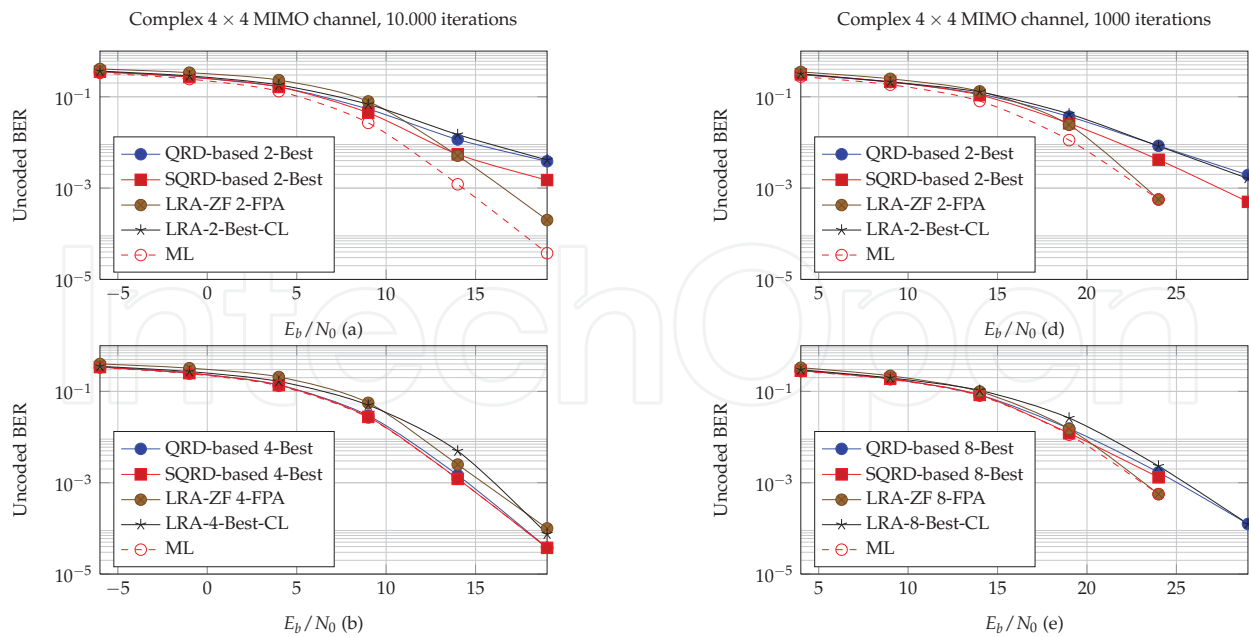 Complex 4 × 4 MIMO channel, 10.000 iterations
Uncoded BER
10⁻¹
10⁻³
10⁻⁵
QRD-based 2-Best
SQRD-based 2-Best
LRA-ZF 2-FPA
LRA-2-Best-CL
ML
−5 0 5 10 15
E_b/N_0 (a)
Complex 4 × 4 MIMO channel, 1000 iterations
Uncoded BER
10⁻¹
10⁻³
10⁻⁵
QRD-based 2-Best
SQRD-based 2-Best
LRA-ZF 2-FPA
LRA-2-Best-CL
ML
5 10 15 20 25
E_b/N_0 (d)
Uncoded BER
10⁻¹
10⁻³
10⁻⁵
QRD-based 4-Best
SQRD-based 4-Best
LRA-ZF 4-FPA
LRA-4-Best-CL
ML
−5 0 5 10 15
E_b/N_0 (b)
Uncoded BER
10⁻¹
10⁻³
10⁻⁵
QRD-based 8-Best
SQRD-based 8-Best
LRA-ZF 8-FPA
LRA-8-Best-CL
ML
5 10 15 20 25
E_b/N_0 (e)
IntechOpen